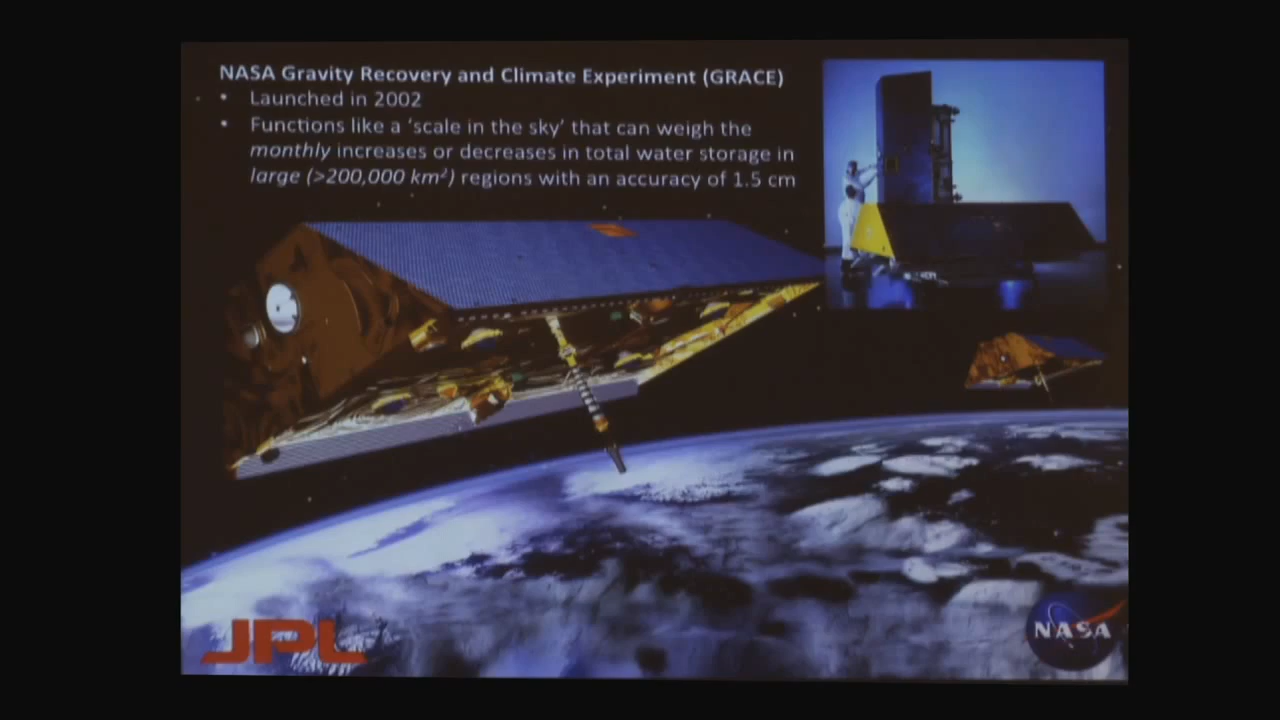 NASA Gravity Recovery and Climate Experiment (GRACE)
• Launched in 2002
• Functions like a 'scale in the sky' that can weigh the
monthly increases or decreases in total water storage in
large (>200,000 km²) regions with an accuracy of 1.5 cm
JPL
NASA